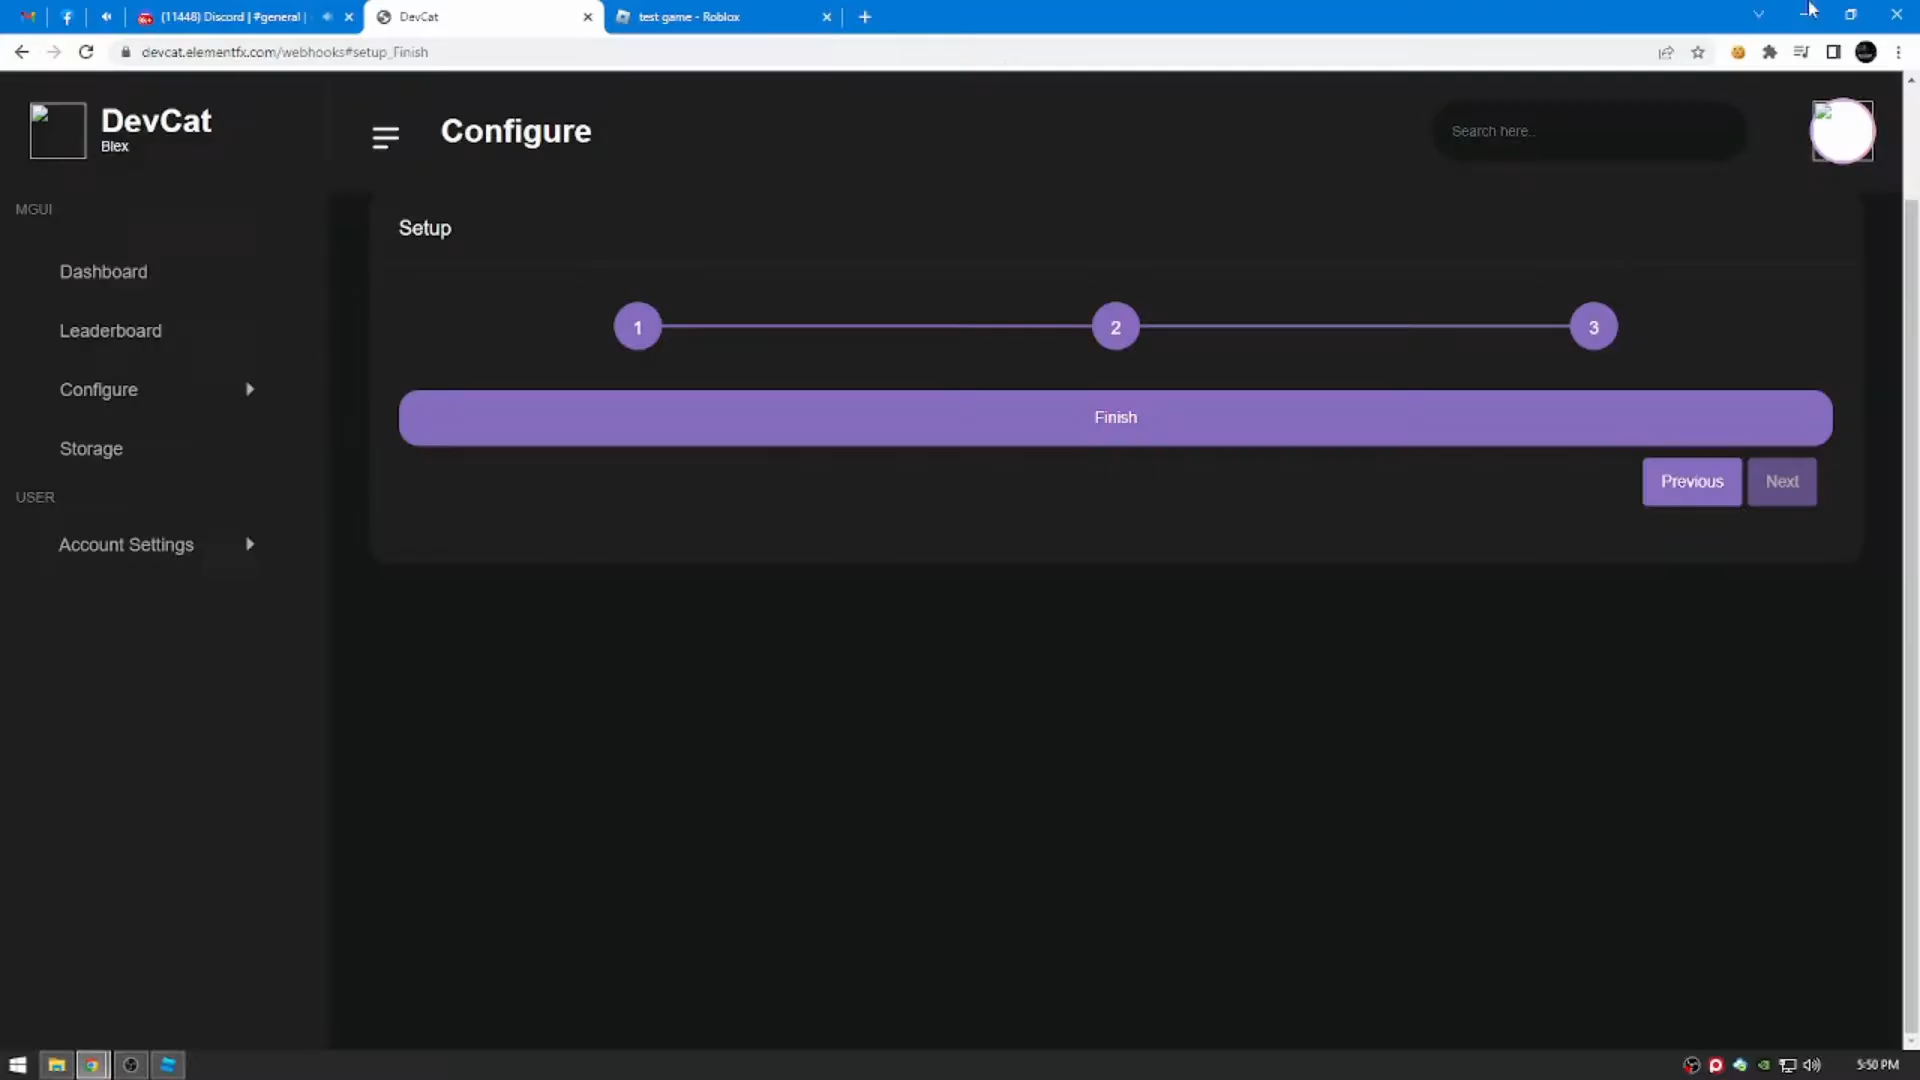 (11448) Discord | #general |
DevCat
test game - Roblox
devcat.elementfx.com/webhooks#setup_Finish
DevCat
Blex
Configure
Search here..
MGUI
Setup
Dashboard
1
2
3
Leaderboard
Configure
Finish
Storage
Previous
Next
USER
Account Settings
5:50 PM